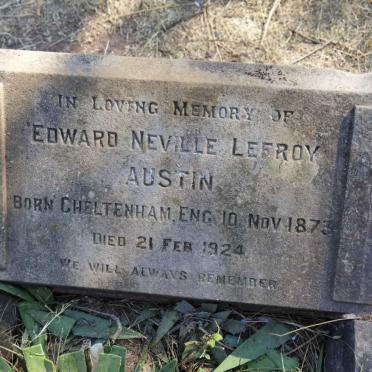 IN LOVING MEMORY OF
EDWARD NEVILLE LEFROY
AUSTIN
BORN CHELTENHAM, ENG. 10 NOV 1873
DIED 21 FEB 1924
WE WILL ALWAYS REMEMBER